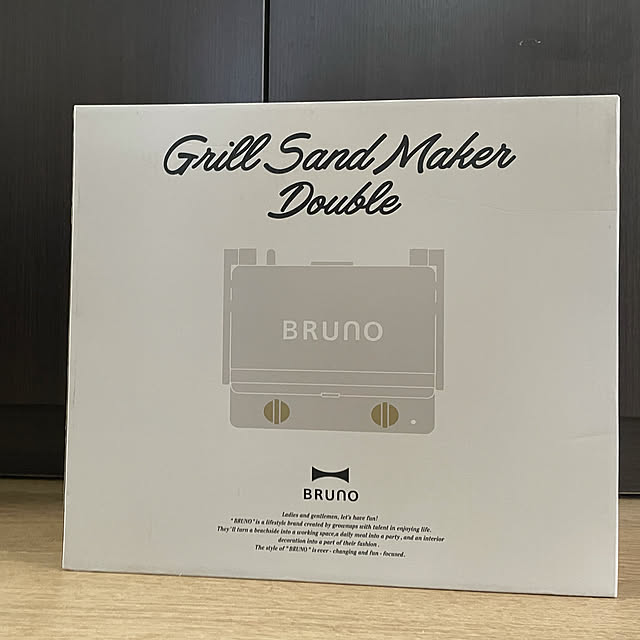 Grill Sand Maker
Double
BRUNO
BRUNO
Ladies and gentlemen, let's have fun!
"BRUNO" is a lifestyle brand created by grownups with talent in enjoying life.
They'll turn a beachside into a working space,a daily meal into a party, and an interior
decoration into a part of their fashion.
The style of "BRUNO" is ever - changing and fun - focused.